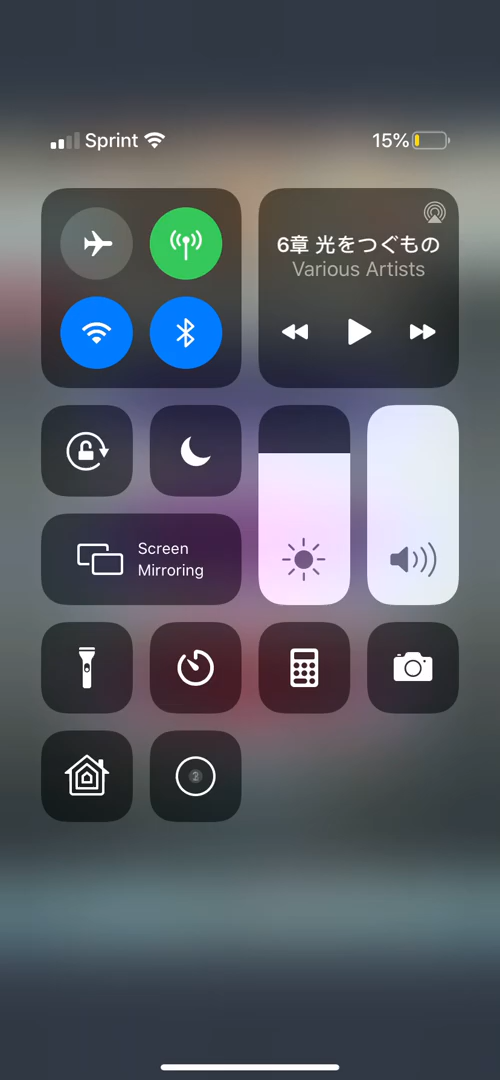 Sprint
15%
6章 光をつぐもの
Various Artists
Screen
Mirroring
2